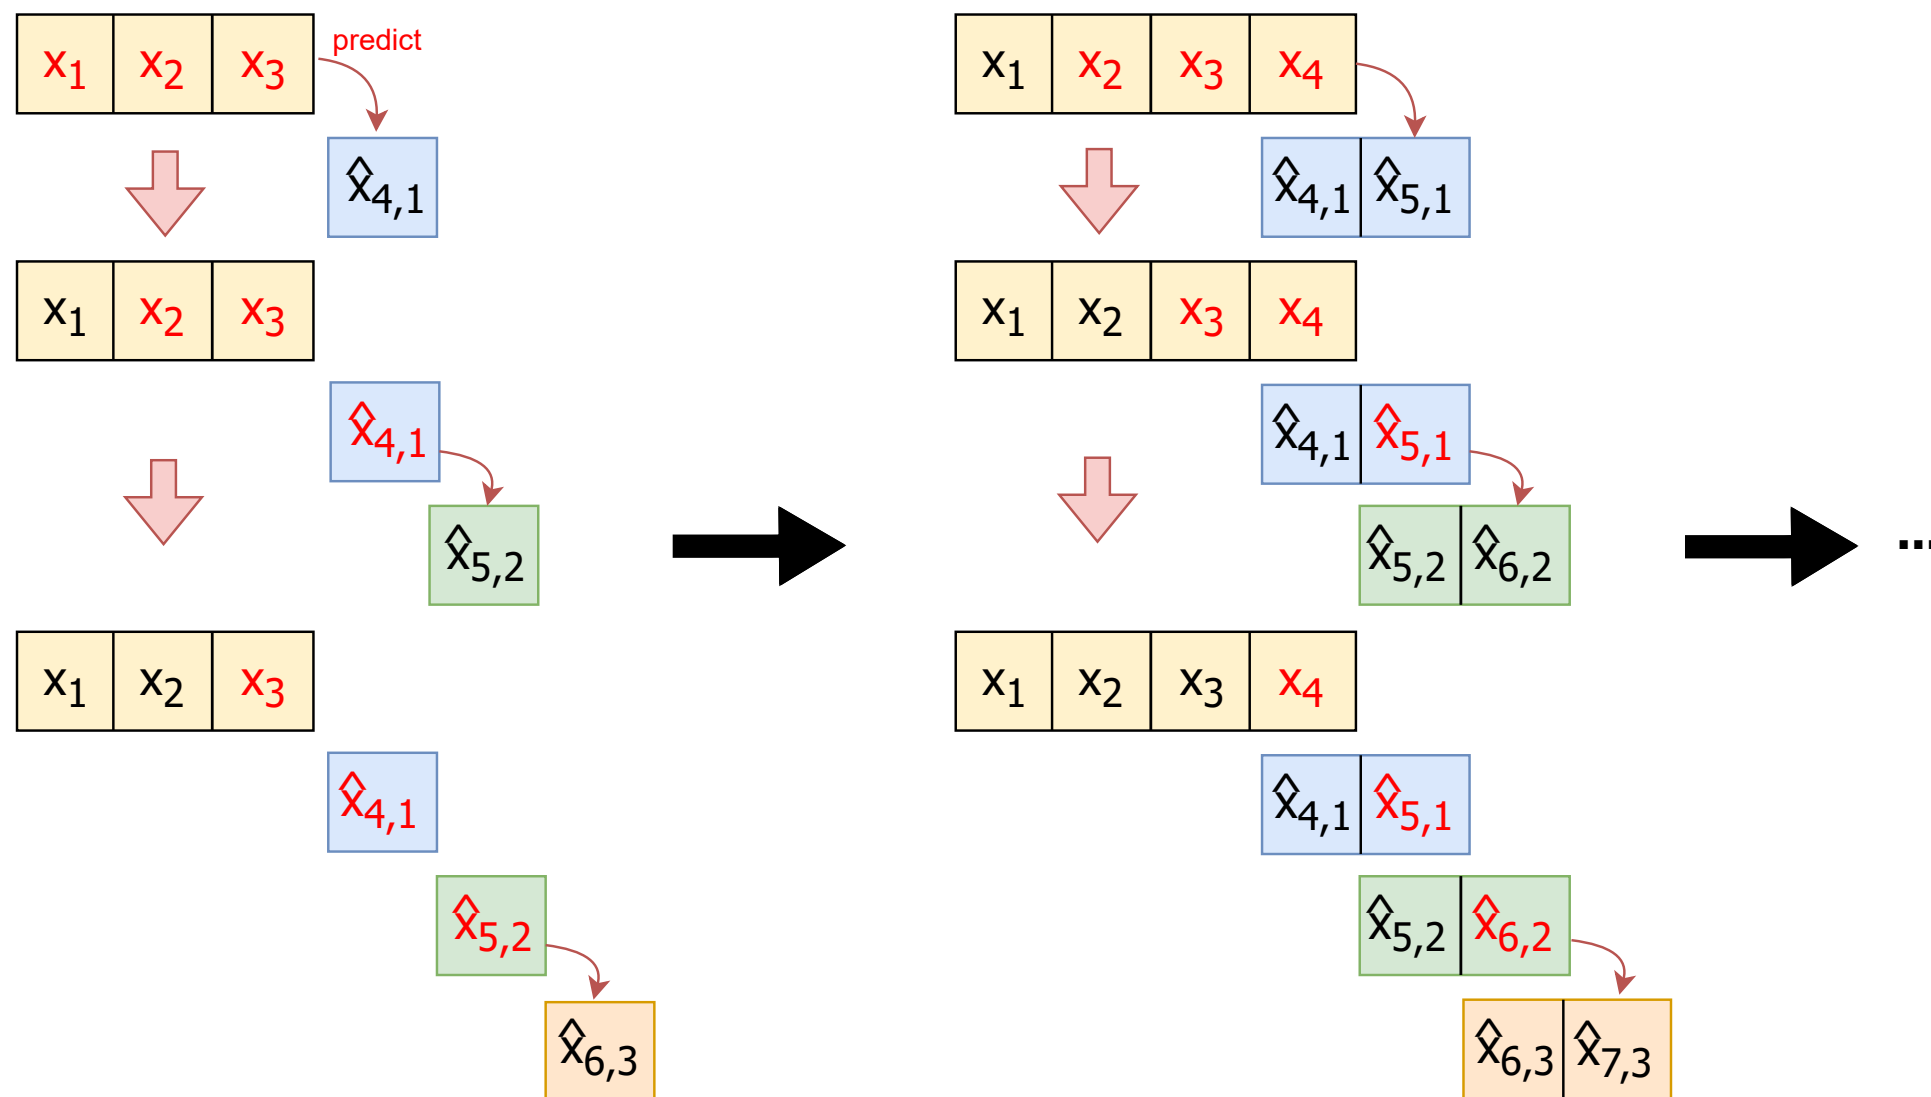 x₁ x₂ x₃
predict
x̂₄,₁
x₁ x₂ x₃
x̂₄,₁
x̂₅,₂
x₁ x₂ x₃
x̂₄,₁
x̂₅,₂
x̂₆,₃
x₁ x₂ x₃ x₄
x̂₄,₁ x̂₅,₁
x₁ x₂ x₃ x₄
x̂₄,₁ x̂₅,₁
x̂₅,₂ x̂₆,₂
x₁ x₂ x₃ x₄
x̂₄,₁ x̂₅,₁
x̂₅,₂ x̂₆,₂
x̂₆,₃ x̂₇,₃
...